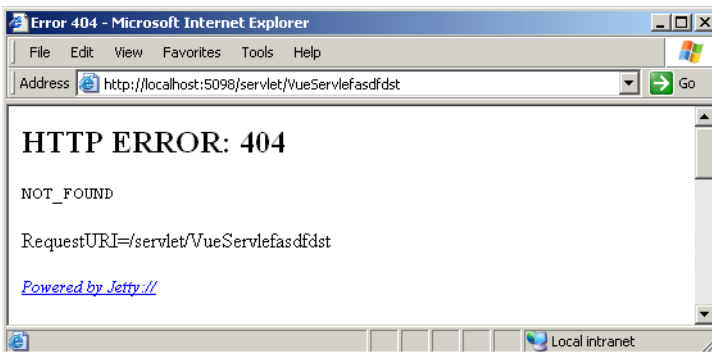 Error 404 - Microsoft Internet Explorer
File Edit View Favorites Tools Help
Address http://localhost:5098/servlet/VueServlefasdfdst Go
HTTP ERROR: 404
NOT_FOUND
RequestURI=/servlet/VueServlefasdfdst
Powered by Jetty://
Local intranet